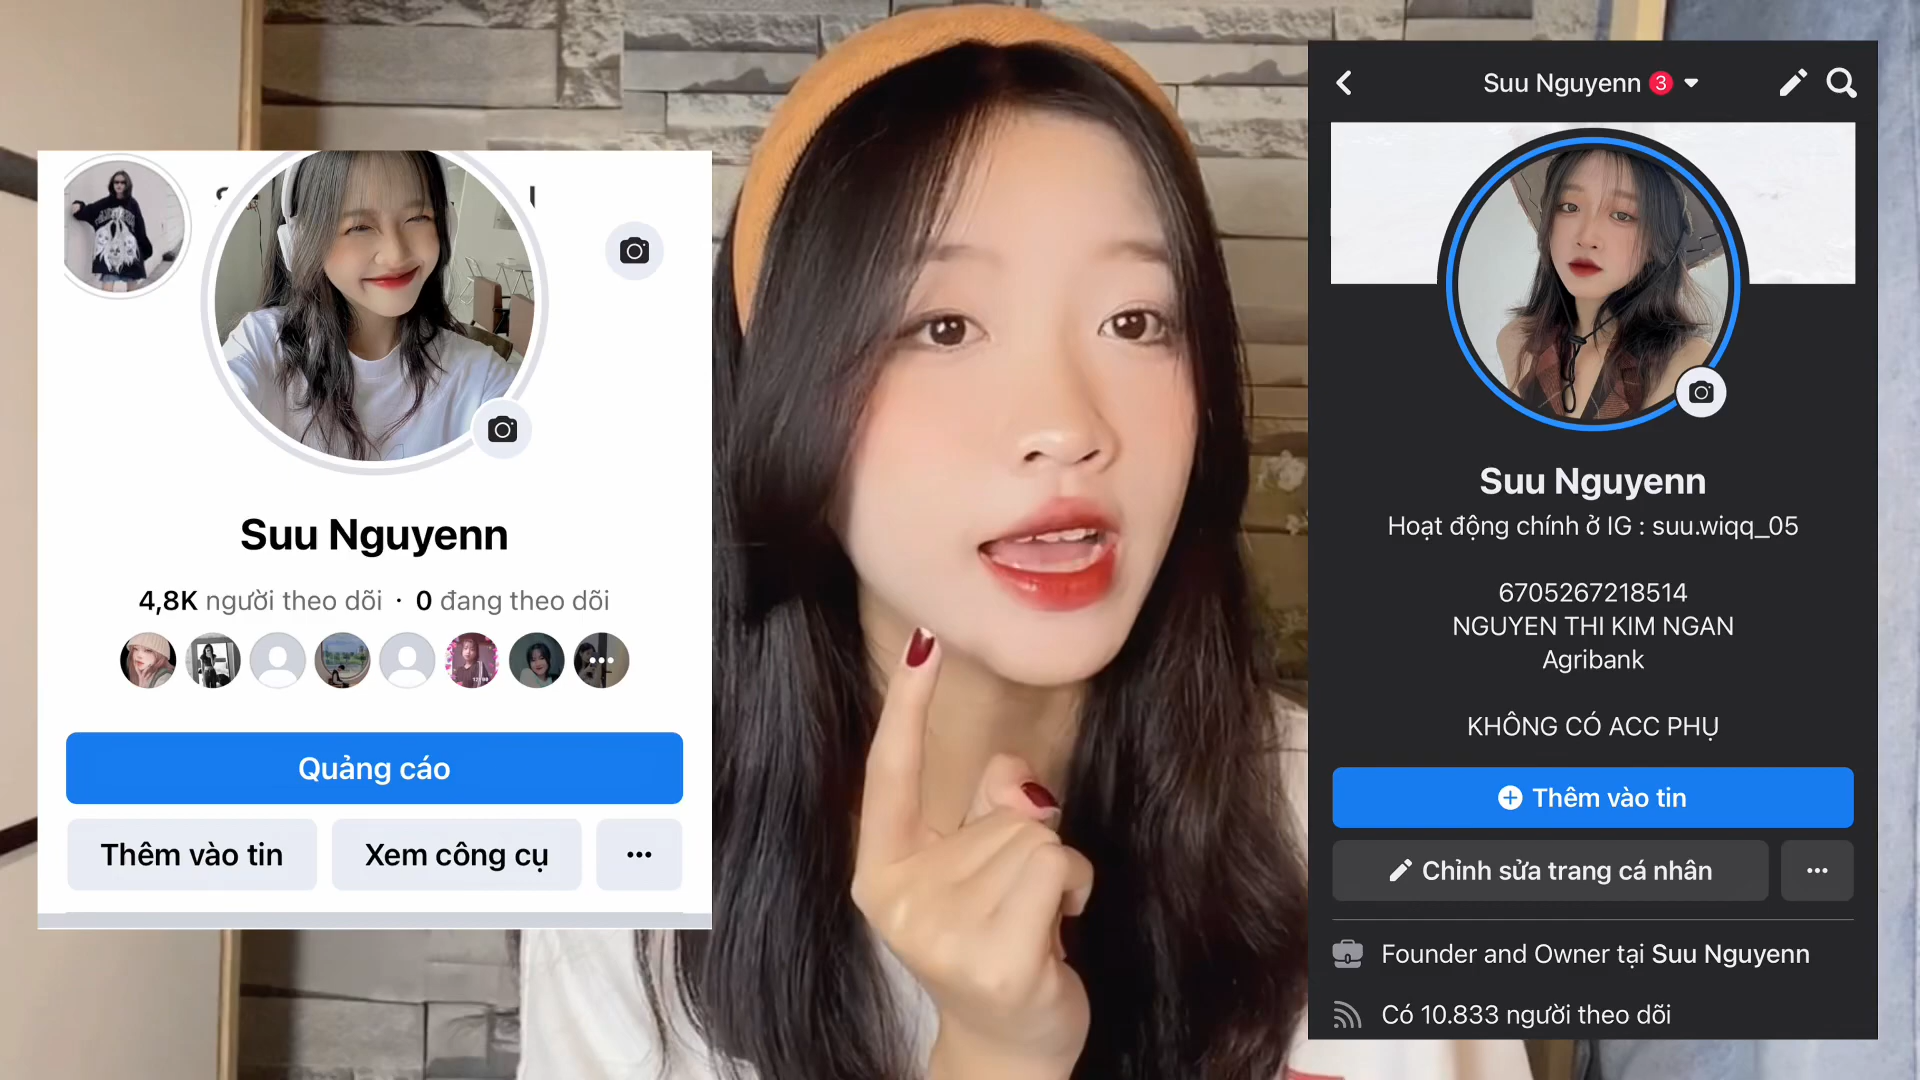 Suu Nguyenn
4,8K người theo dõi · 0 đang theo dõi
Quảng cáo
Thêm vào tin
Xem công cụ
Suu Nguyenn 3
Suu Nguyenn
Hoạt động chính ở IG : suu.wiqq_05
6705267218514
NGUYEN THI KIM NGAN
Agribank
KHÔNG CÓ ACC PHỤ
Thêm vào tin
Chỉnh sửa trang cá nhân
Founder and Owner tại Suu Nguyenn
Có 10.833 người theo dõi